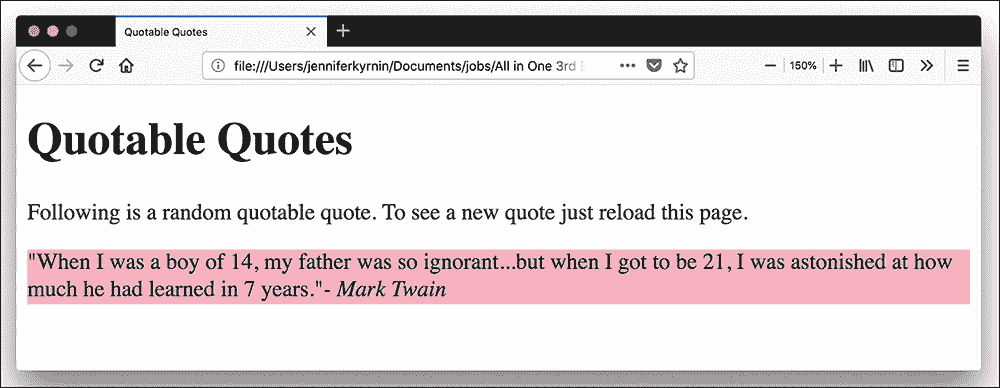 Quotable Quotes
file:///Users/jenniferkyrnin/Documents/jobs/All in One 3rd
150%
Quotable Quotes
Following is a random quotable quote. To see a new quote just reload this page.
"When I was a boy of 14, my father was so ignorant...but when I got to be 21, I was astonished at how
much he had learned in 7 years."- Mark Twain